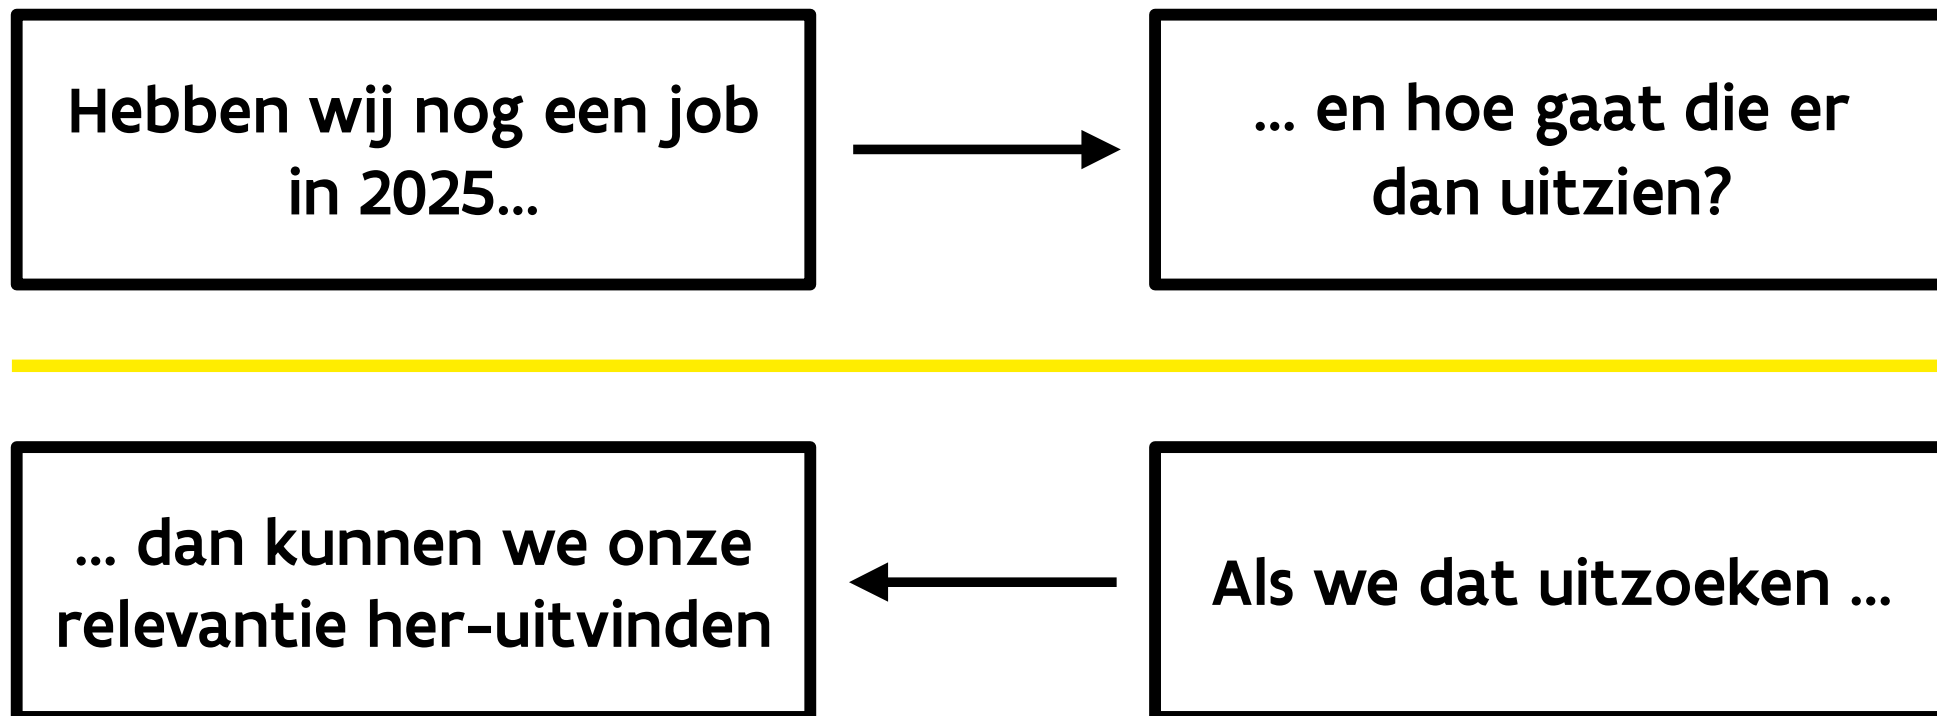 Hebben wij nog een job
in 2025...
... en hoe gaat die er
dan uitzien?
Als we dat uitzoeken ...
... dan kunnen we onze
relevantie her-uitvinden